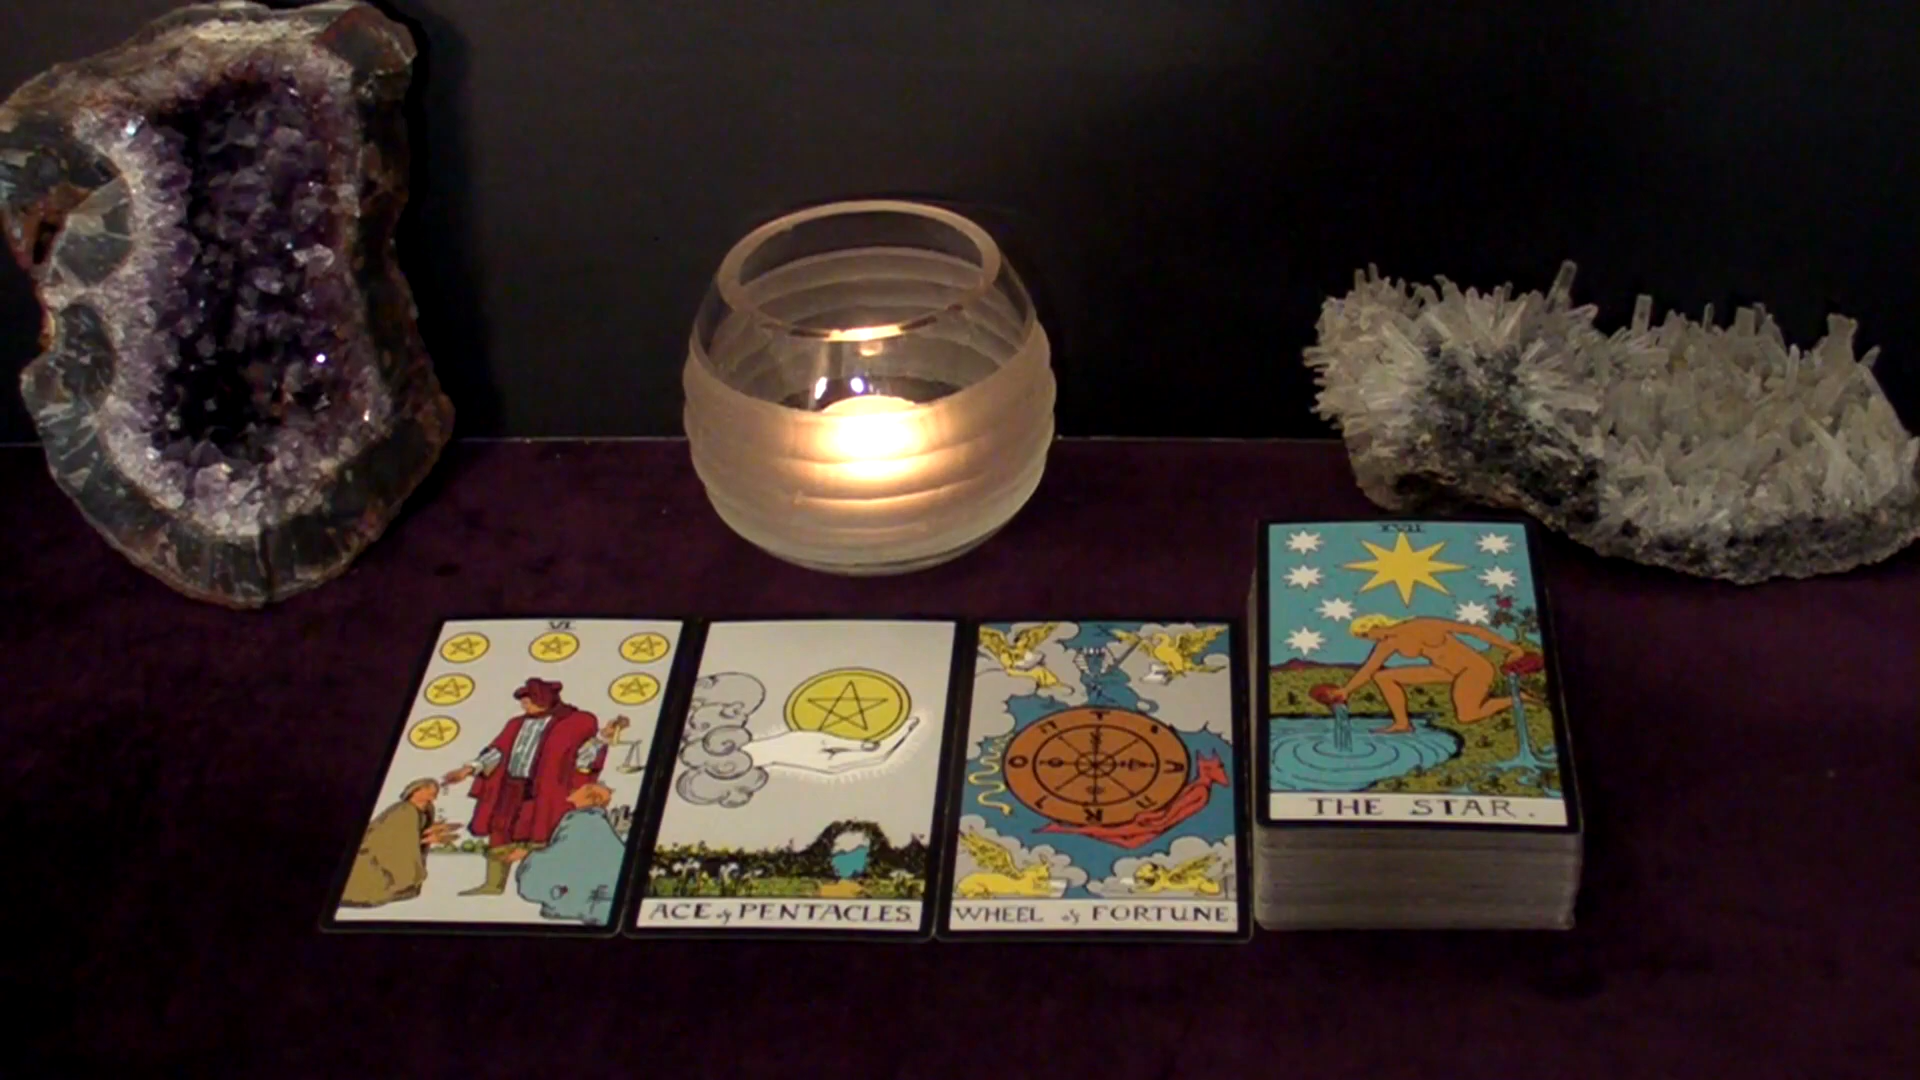 VI
ACE of PENTACLES.
WHEEL of FORTUNE.
XVII
THE STAR.